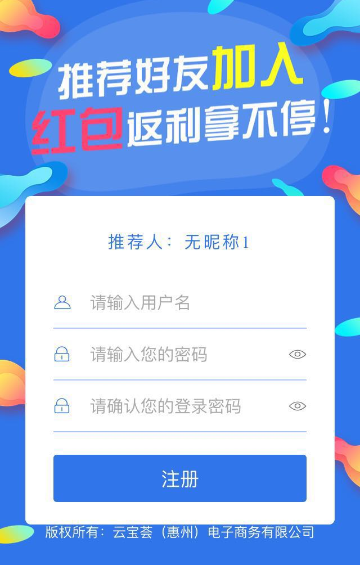 推荐好友加入
红包返利拿不停!
推荐人：无昵称1
请输入用户名
请输入您的密码
请确认您的登录密码
注册
版权所有：云宝荟（惠州）电子商务有限公司